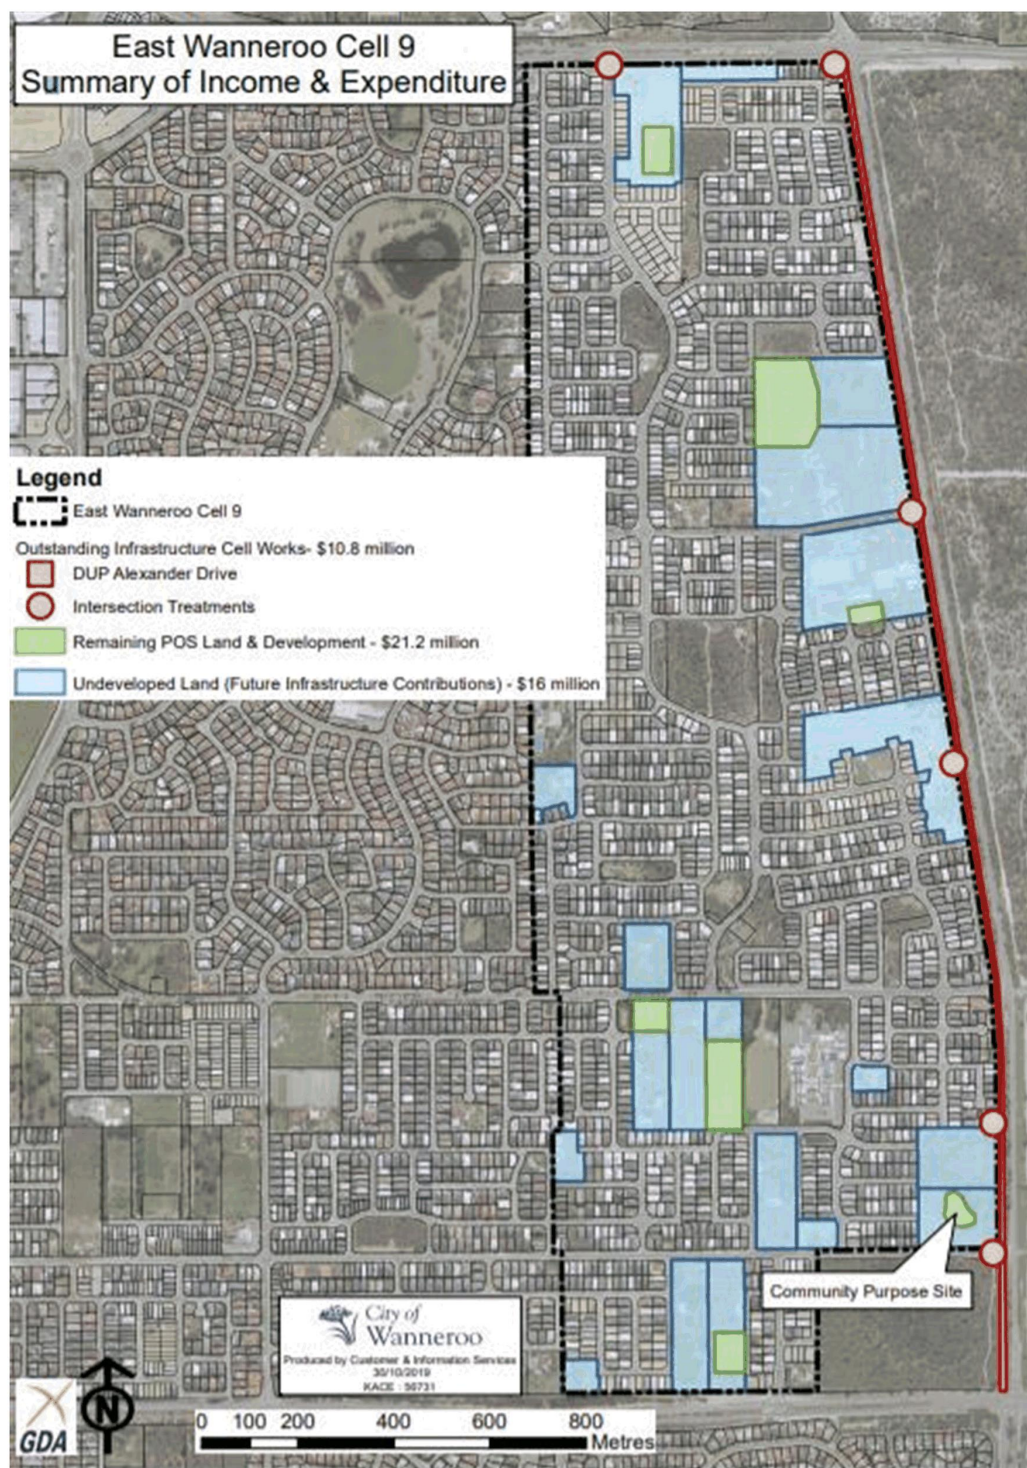 East Wanneroo Cell 9
Summary of Income & Expenditure
Legend
East Wanneroo Cell 9
Outstanding Infrastructure Cell Works- $10.8 million
DUP Alexander Drive
Intersection Treatments
Remaining POS Land & Development - $21.2 million
Undeveloped Land (Future Infrastructure Contributions) - $16 million
Community Purpose Site
City of
Wanneroo
Produced by Customer & Information Services
30/10/2019
KACE : 56731
GDA
N
0 100 200 400 600 800
Metres